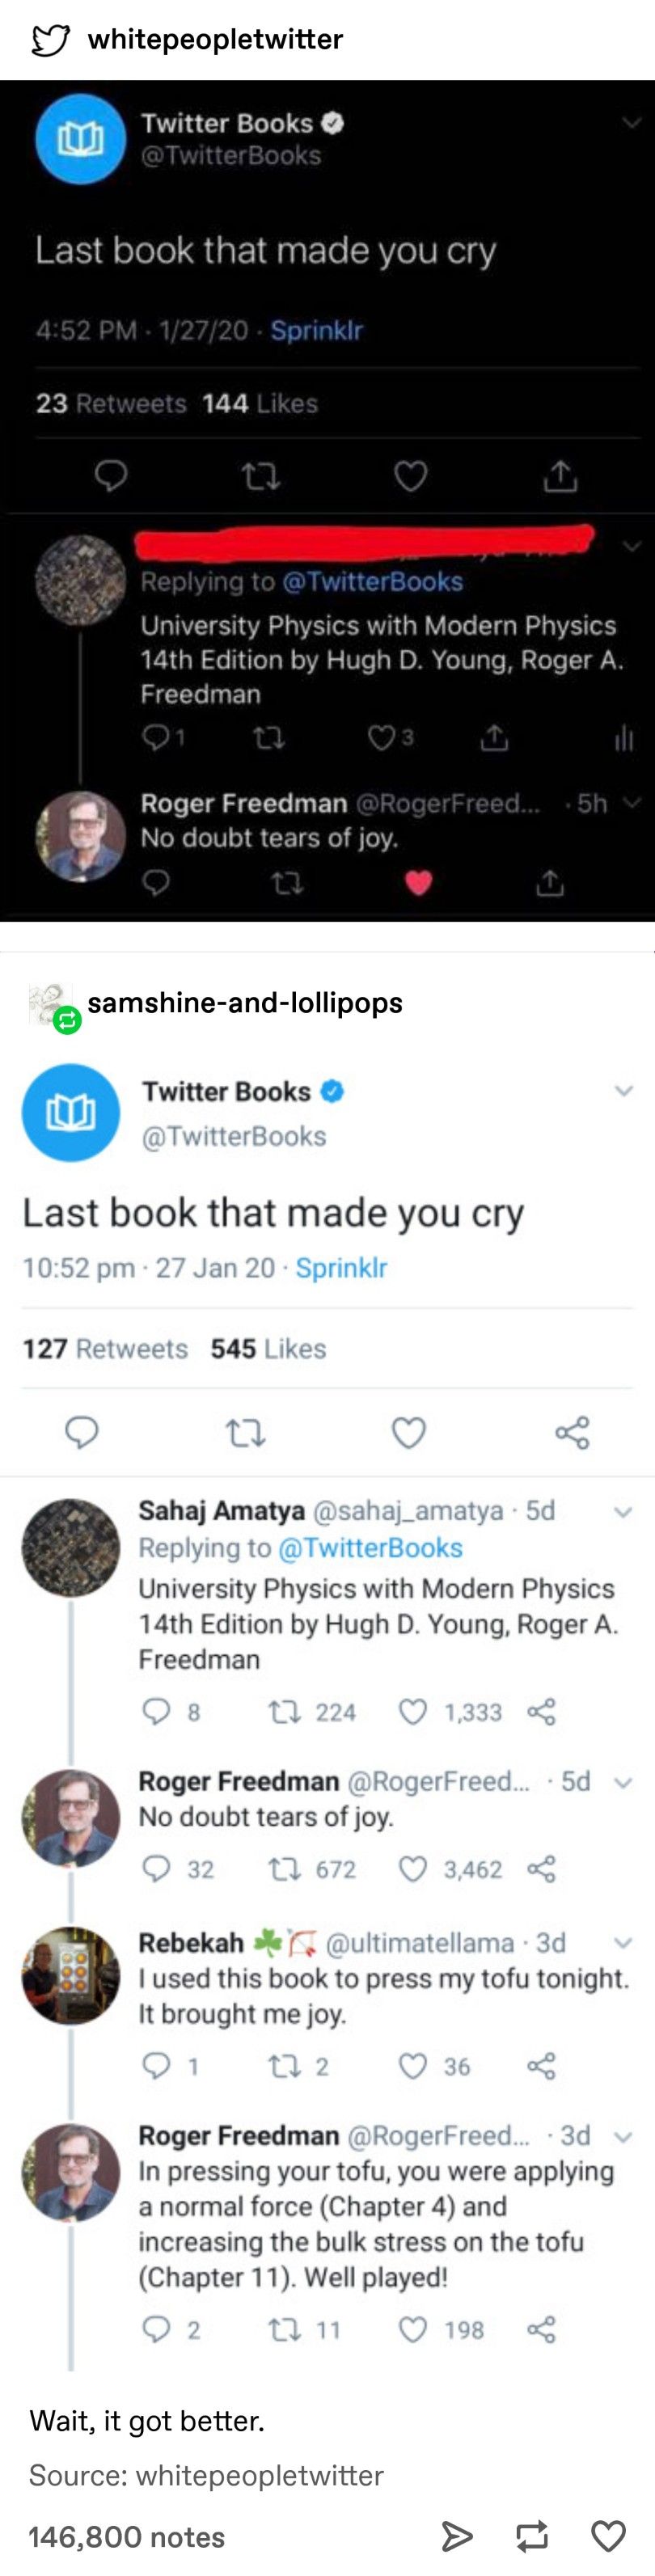 whitepeopletwitter
Twitter Books
@TwitterBooks
Last book that made you cry
4:52 PM · 1/27/20 · Sprinklr
23 Retweets 144 Likes
Replying to @TwitterBooks
University Physics with Modern Physics
14th Edition by Hugh D. Young, Roger A.
Freedman
1 3
Roger Freedman @RogerFreed... · 5h
No doubt tears of joy.
samshine-and-lollipops
Twitter Books
@TwitterBooks
Last book that made you cry
10:52 pm · 27 Jan 20 · Sprinklr
127 Retweets 545 Likes
Sahaj Amatya @sahaj_amatya · 5d
Replying to @TwitterBooks
University Physics with Modern Physics
14th Edition by Hugh D. Young, Roger A.
Freedman
8 224 1,333
Roger Freedman @RogerFreed... · 5d
No doubt tears of joy.
32 672 3,462
Rebekah ☘️🏹 @ultimatellama · 3d
I used this book to press my tofu tonight.
It brought me joy.
1 2 36
Roger Freedman @RogerFreed... · 3d
In pressing your tofu, you were applying
a normal force (Chapter 4) and
increasing the bulk stress on the tofu
(Chapter 11). Well played!
2 11 198
Wait, it got better.
Source: whitepeopletwitter
146,800 notes